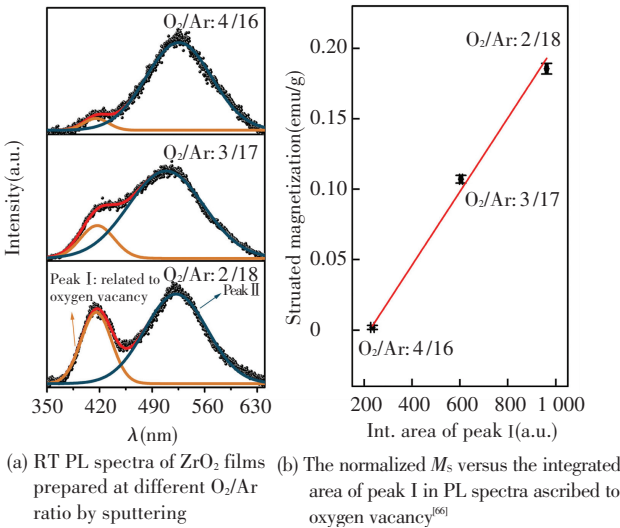 (a)
O₂/Ar: 4/16
O₂/Ar: 3/17
O₂/Ar: 2/18
Peak I: related to
oxygen vacancy
Peak II
Intensity(a.u.)
350 420 490 560 630
λ(nm)
(a) RT PL spectra of ZrO₂ films
prepared at different O₂/Ar
ratio by sputtering
(b)
O₂/Ar: 2/18
O₂/Ar: 3/17
O₂/Ar: 4/16
Struated magnetization(emu/g)
0.20
0.15
0.10
0.05
0
200 600 1 000
Int. area of peak I(a.u.)
(b) The normalized Mₛ versus the integrated
area of peak I in PL spectra ascribed to
oxygen vacancy[66]